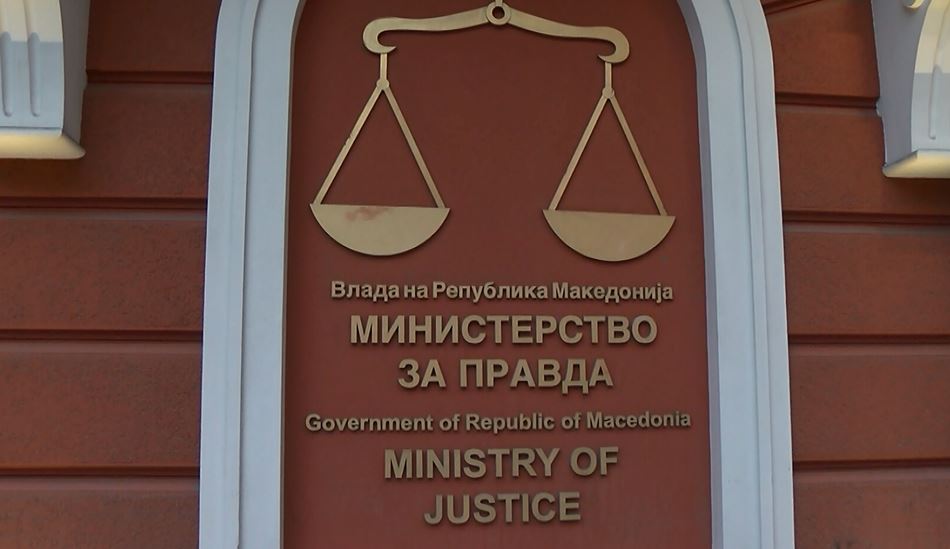 Влада на Република Македонија
МИНИСТЕРСТВО
ЗА ПРАВДА
Government of Republic of Macedonia
MINISTRY OF
JUSTICE